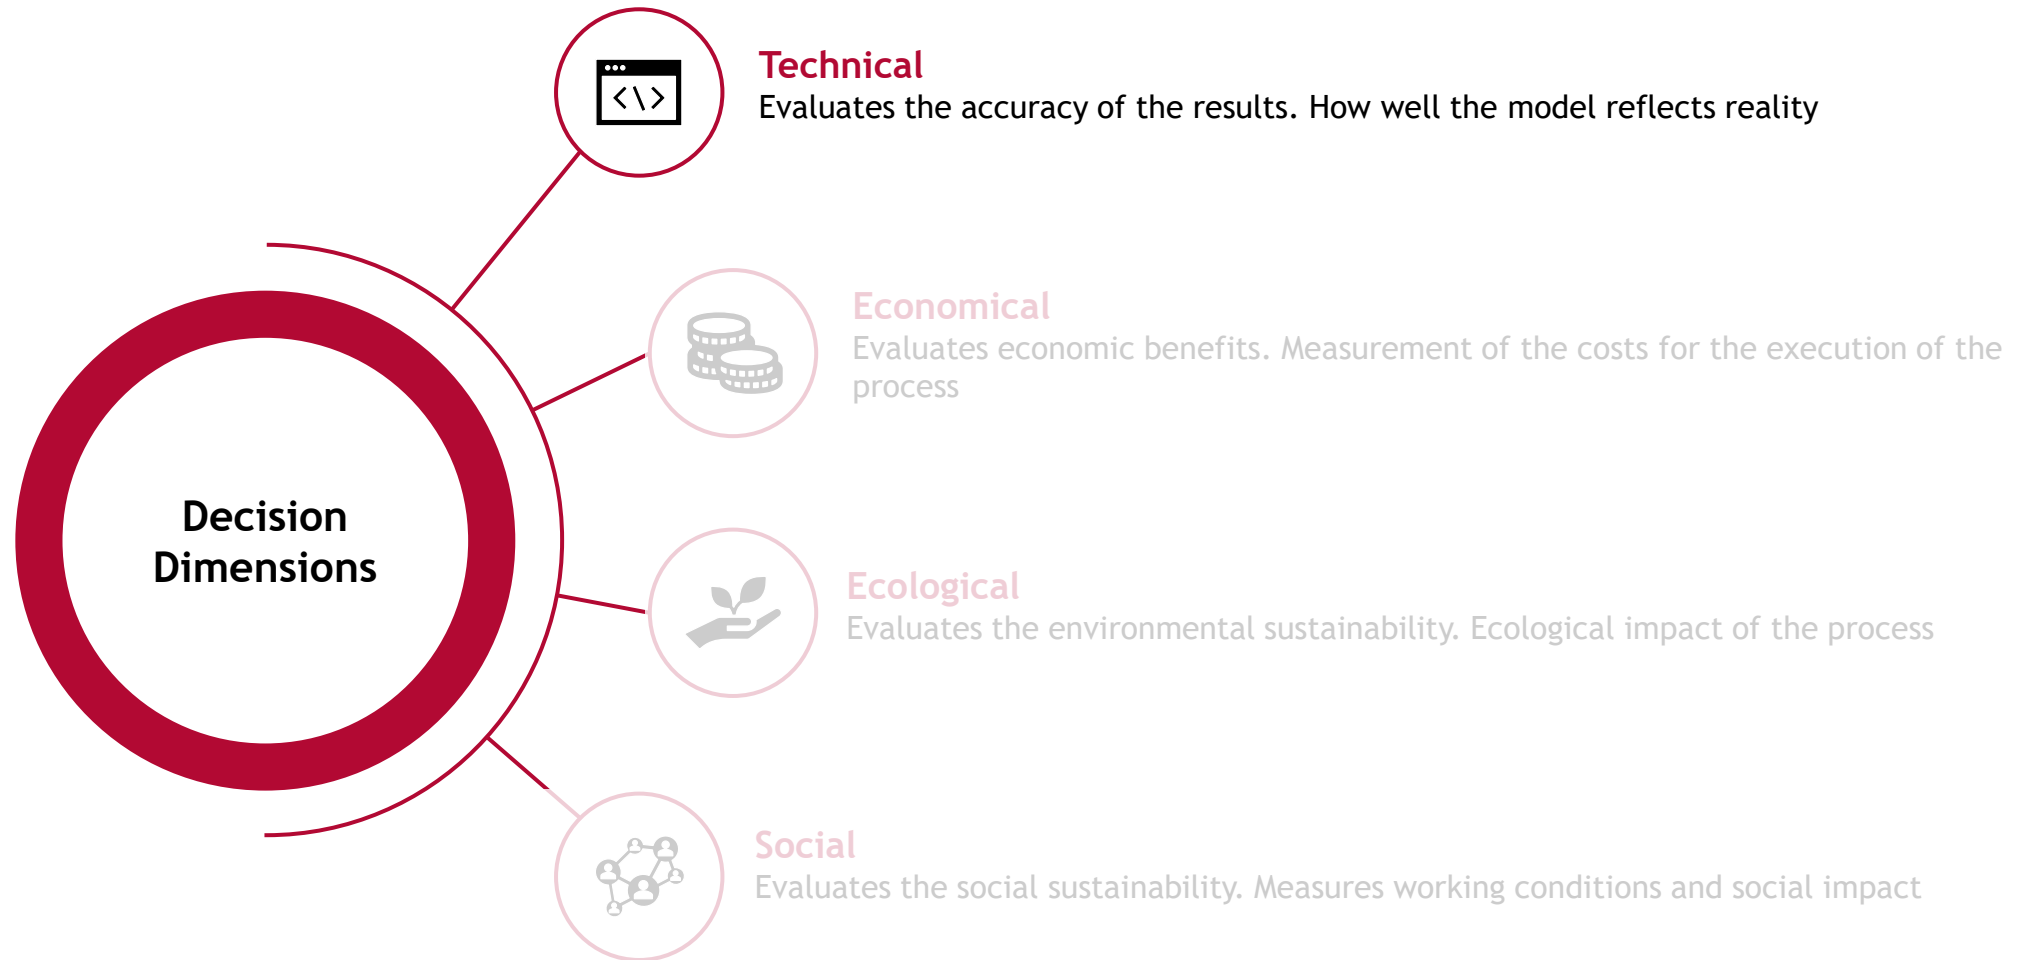 Technical
Evaluates the accuracy of the results. How well the model reflects reality
Economical
Evaluates economic benefits. Measurement of the costs for the execution of the
process
Decision
Dimensions
Ecological
Evaluates the environmental sustainability. Ecological impact of the process
Social
Evaluates the social sustainability. Measures working conditions and social impact